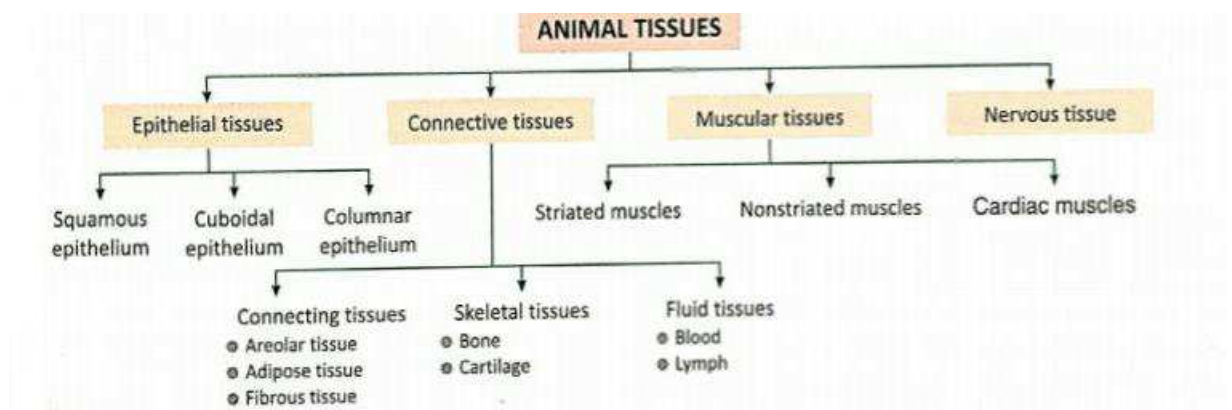 ANIMAL TISSUES
Epithelial tissues
Connective tissues
Muscular tissues
Nervous tissue
Squamous
epithelium
Cuboidal
epithelium
Columnar
epithelium
Striated muscles
Nonstriated muscles
Cardiac muscles
Connecting tissues
Areolar tissue
Adipose tissue
Fibrous tissue
Skeletal tissues
Bone
Cartilage
Fluid tissues
Blood
Lymph